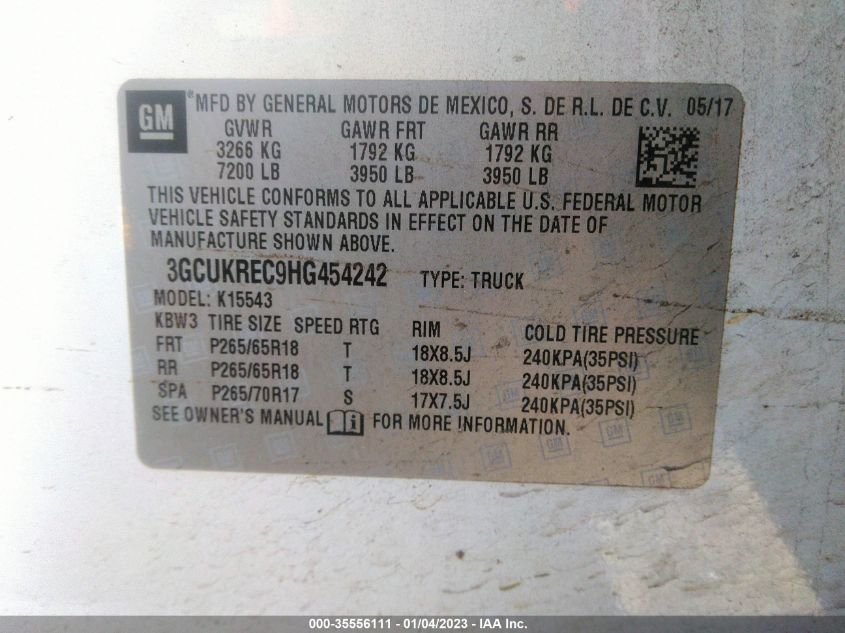 GM ® MFD BY GENERAL MOTORS DE MEXICO, S. DE R.L. DE C.V. 05/17
GVWR GAWR FRT GAWR RR
3266 KG 1792 KG 1792 KG
7200 LB 3950 LB 3950 LB
THIS VEHICLE CONFORMS TO ALL APPLICABLE U.S. FEDERAL MOTOR
VEHICLE SAFETY STANDARDS IN EFFECT ON THE DATE OF
MANUFACTURE SHOWN ABOVE.
3GCUKREC9HG454242 TYPE: TRUCK
MODEL: K15543
KBW3 TIRE SIZE SPEED RTG RIM COLD TIRE PRESSURE
FRT P265/65R18 T 18X8.5J 240KPA(35PSI)
RR P265/65R18 T 18X8.5J 240KPA(35PSI)
SPA P265/70R17 S 17X7.5J 240KPA(35PSI)
SEE OWNER'S MANUAL i FOR MORE INFORMATION.
000-35556111 - 01/04/2023 - IAA Inc.